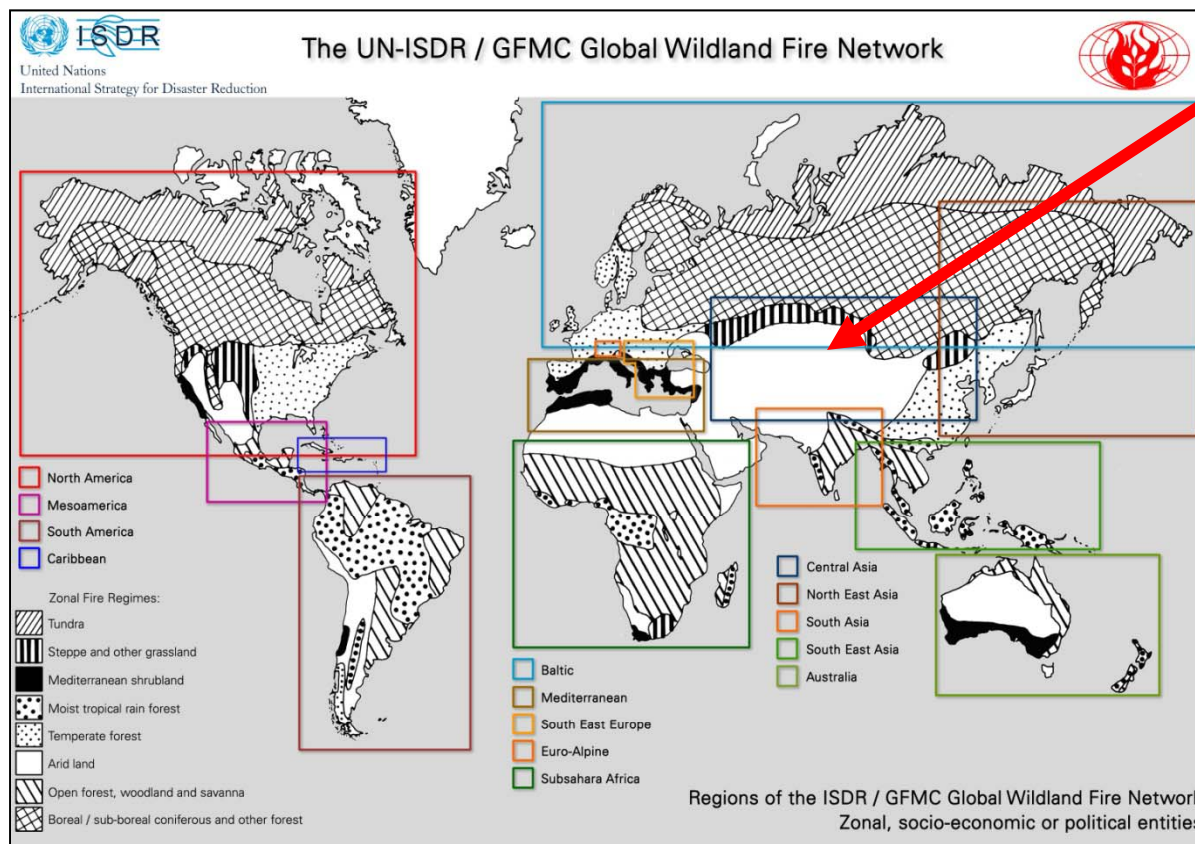 ISDR
United Nations
International Strategy for Disaster Reduction
The UN-ISDR / GFMC Global Wildland Fire Network
North America
Mesoamerica
South America
Caribbean
Zonal Fire Regimes:
Tundra
Steppe and other grassland
Mediterranean shrubland
Moist tropical rain forest
Temperate forest
Arid land
Open forest, woodland and savanna
Boreal / sub-boreal coniferous and other forest
Baltic
Mediterranean
South East Europe
Euro-Alpine
Subsahara Africa
Central Asia
North East Asia
South Asia
South East Asia
Australia
Regions of the ISDR / GFMC Global Wildland Fire Network
Zonal, socio-economic or political entities